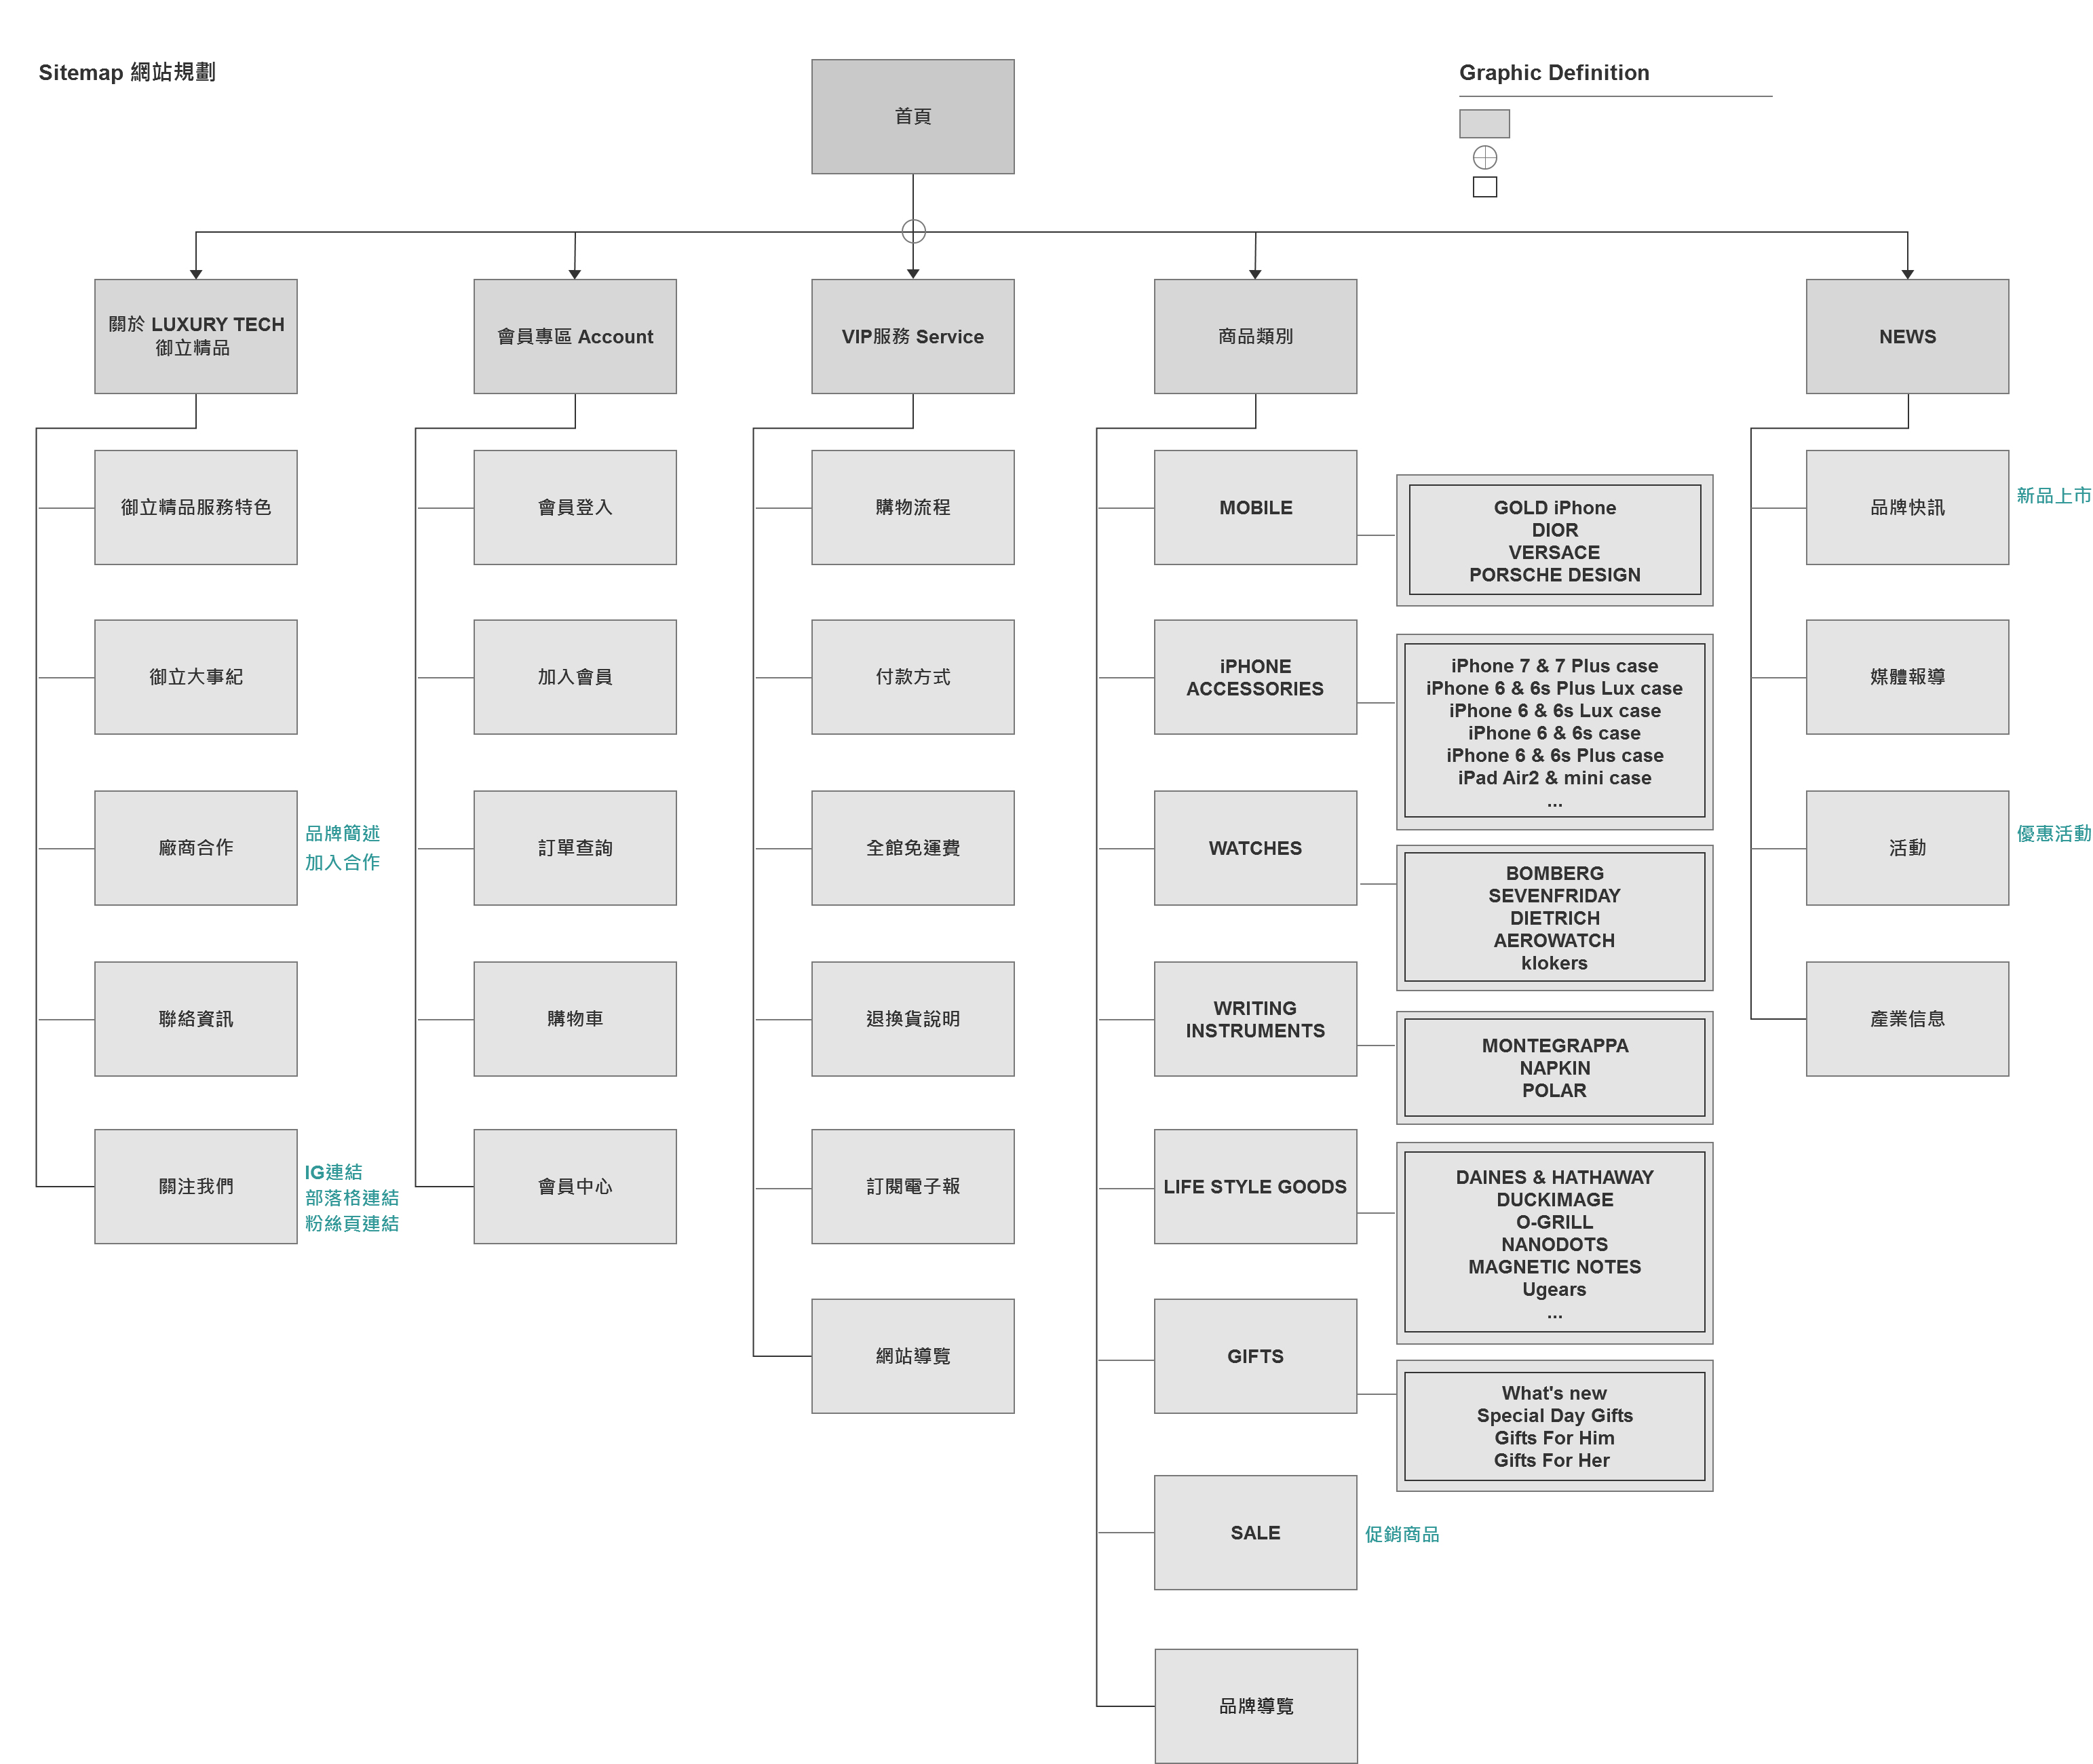 Sitemap 網站規劃
Graphic Definition
首頁
關於 LUXURY TECH
御立精品
御立精品服務特色
御立大事紀
廠商合作
品牌簡述
加入合作
聯絡資訊
關注我們
IG連結
部落格連結
粉絲頁連結
會員專區 Account
會員登入
加入會員
訂單查詢
購物車
會員中心
VIP服務 Service
購物流程
付款方式
全館免運費
退換貨說明
訂閱電子報
網站導覽
商品類別
MOBILE
GOLD iPhone
DIOR
VERSACE
PORSCHE DESIGN
iPHONE
ACCESSORIES
iPhone 7 & 7 Plus case
iPhone 6 & 6s Plus Lux case
iPhone 6 & 6s Lux case
iPhone 6 & 6s case
iPhone 6 & 6s Plus case
iPad Air2 & mini case
...
WATCHES
BOMBERG
SEVENFRIDAY
DIETRICH
AEROWATCH
klokers
WRITING
INSTRUMENTS
MONTEGRAPPA
NAPKIN
POLAR
LIFE STYLE GOODS
DAINES & HATHAWAY
DUCKIMAGE
O-GRILL
NANODOTS
MAGNETIC NOTES
Ugears
...
GIFTS
What's new
Special Day Gifts
Gifts For Him
Gifts For Her
SALE
促銷商品
品牌導覽
NEWS
品牌快訊
新品上市
媒體報導
活動
優惠活動
產業信息